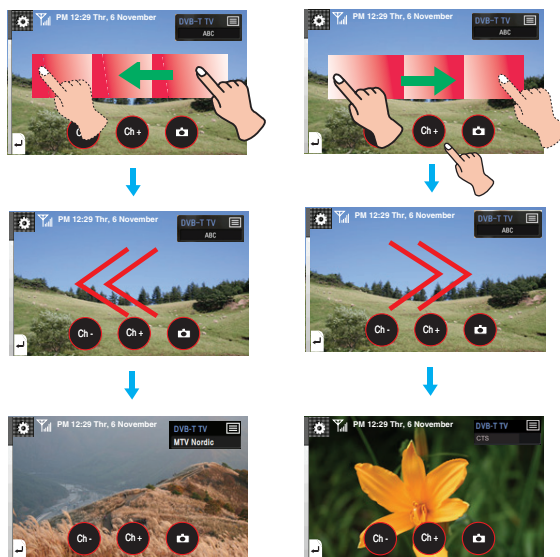 PM 12:29 Thr, 6 November
DVB-T TV
ABC
Ch +
PM 12:29 Thr, 6 November
DVB-T TV
ABC
Ch +
PM 12:29 Thr, 6 November
DVB-T TV
ABC
Ch -
Ch +
PM 12:29 Thr, 6 November
DVB-T TV
ABC
Ch -
Ch +
PM 12:29 Thr, 6 November
DVB-T TV
MTV Nordic
Ch -
Ch +
PM 12:29 Thr, 6 November
DVB-T TV
CTS
Ch -
Ch +